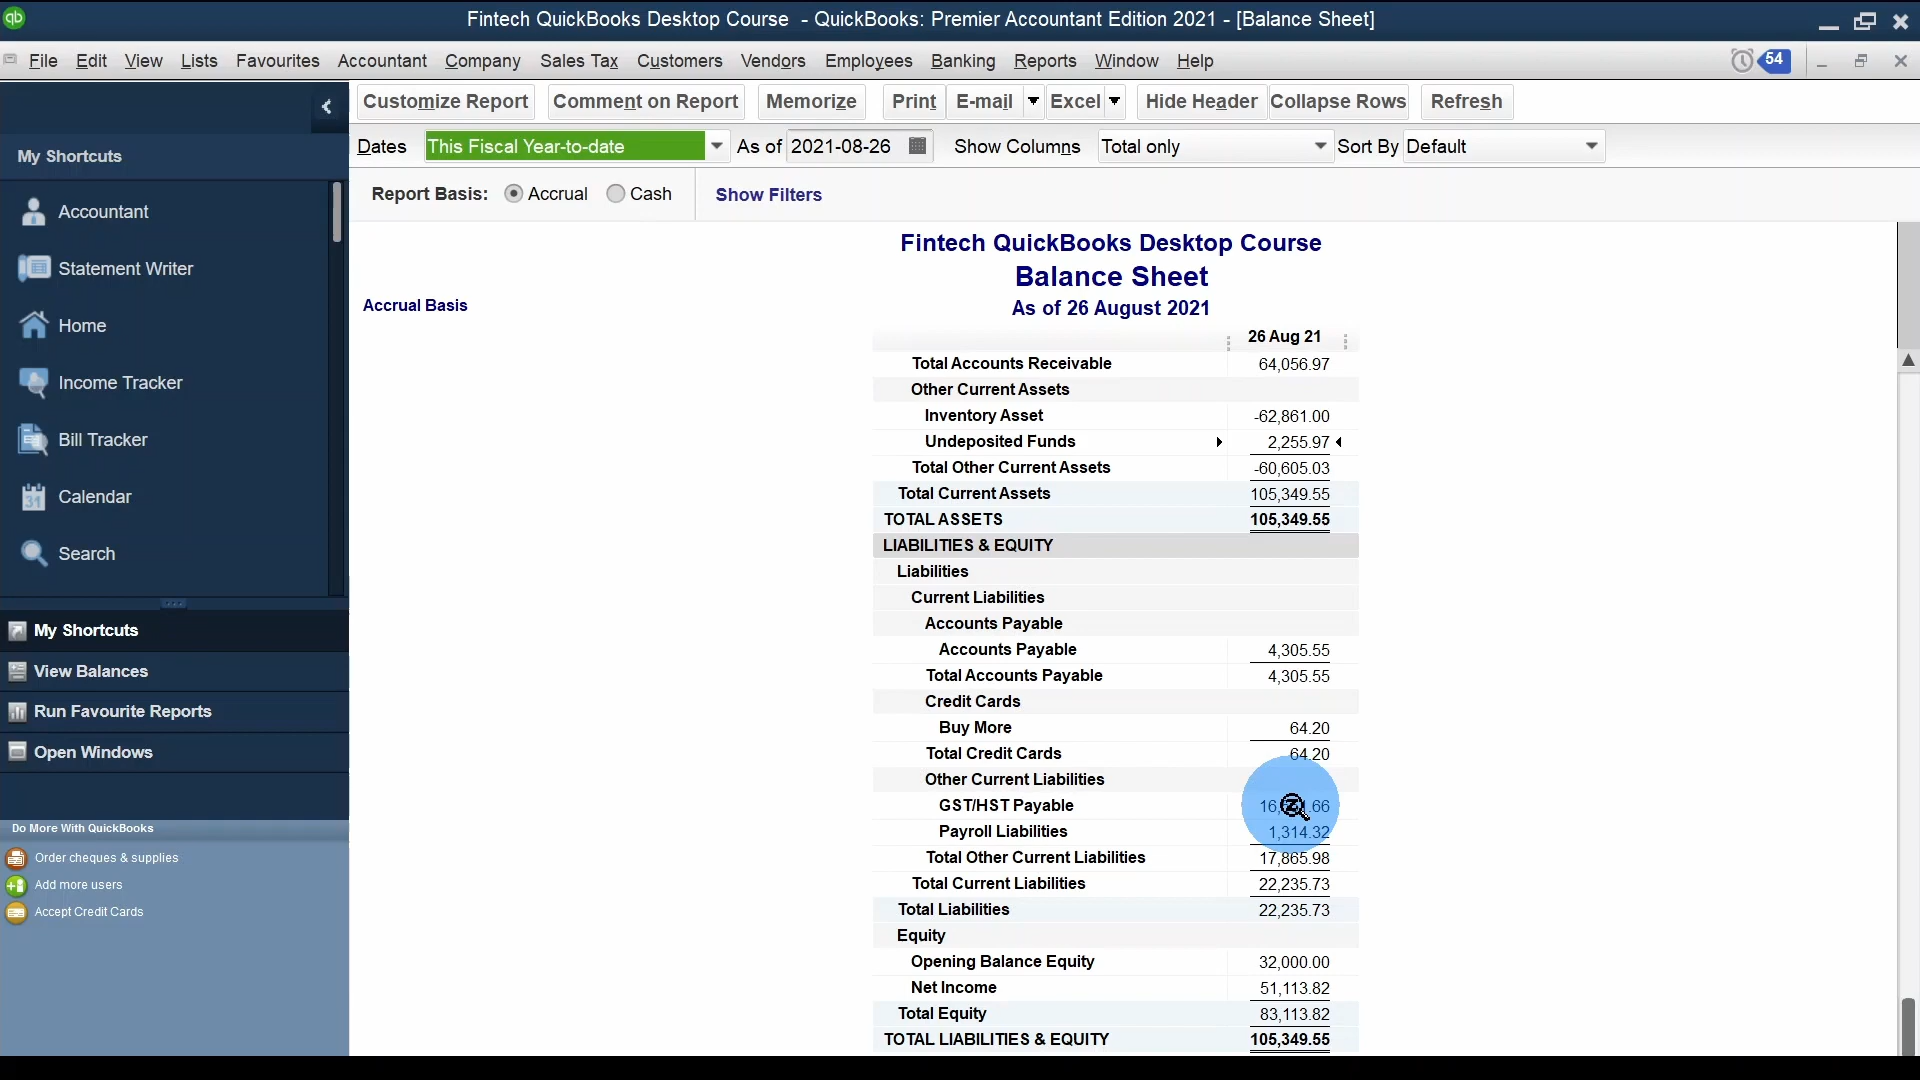 Fintech QuickBooks Desktop Course - QuickBooks: Premier Accountant Edition 2021 - [Balance Sheet]
File Edit View Lists Favourites Accountant Company Sales Tax Customers Vendors Employees Banking Reports Window Help 54
Customize Report Comment on Report Memorize Print E-mail Excel Hide Header Collapse Rows Refresh
Dates This Fiscal Year-to-date As of 2021-08-26 Show Columns Total only Sort By Default
Report Basis: Accrual Cash Show Filters
My Shortcuts
Accountant
Statement Writer
Home
Income Tracker
Bill Tracker
Calendar
Search
My Shortcuts
View Balances
Run Favourite Reports
Open Windows
Do More With QuickBooks
Order cheques & supplies
Add more users
Accept Credit Cards
Fintech QuickBooks Desktop Course
Balance Sheet
As of 26 August 2021
Accrual Basis
26 Aug 21
Total Accounts Receivable 64,056.97
Other Current Assets
Inventory Asset -62,861.00
Undeposited Funds 2,255.97
Total Other Current Assets -60,605.03
Total Current Assets 105,349.55
TOTAL ASSETS 105,349.55
LIABILITIES & EQUITY
Liabilities
Current Liabilities
Accounts Payable
Accounts Payable 4,305.55
Total Accounts Payable 4,305.55
Credit Cards
Buy More 64.20
Total Credit Cards 64.20
Other Current Liabilities
GST/HST Payable
Payroll Liabilities 1,314.32
Total Other Current Liabilities 17,865.98
Total Current Liabilities 22,235.73
Total Liabilities 22,235.73
Equity
Opening Balance Equity 32,000.00
Net Income 51,113.82
Total Equity 83,113.82
TOTAL LIABILITIES & EQUITY 105,349.55